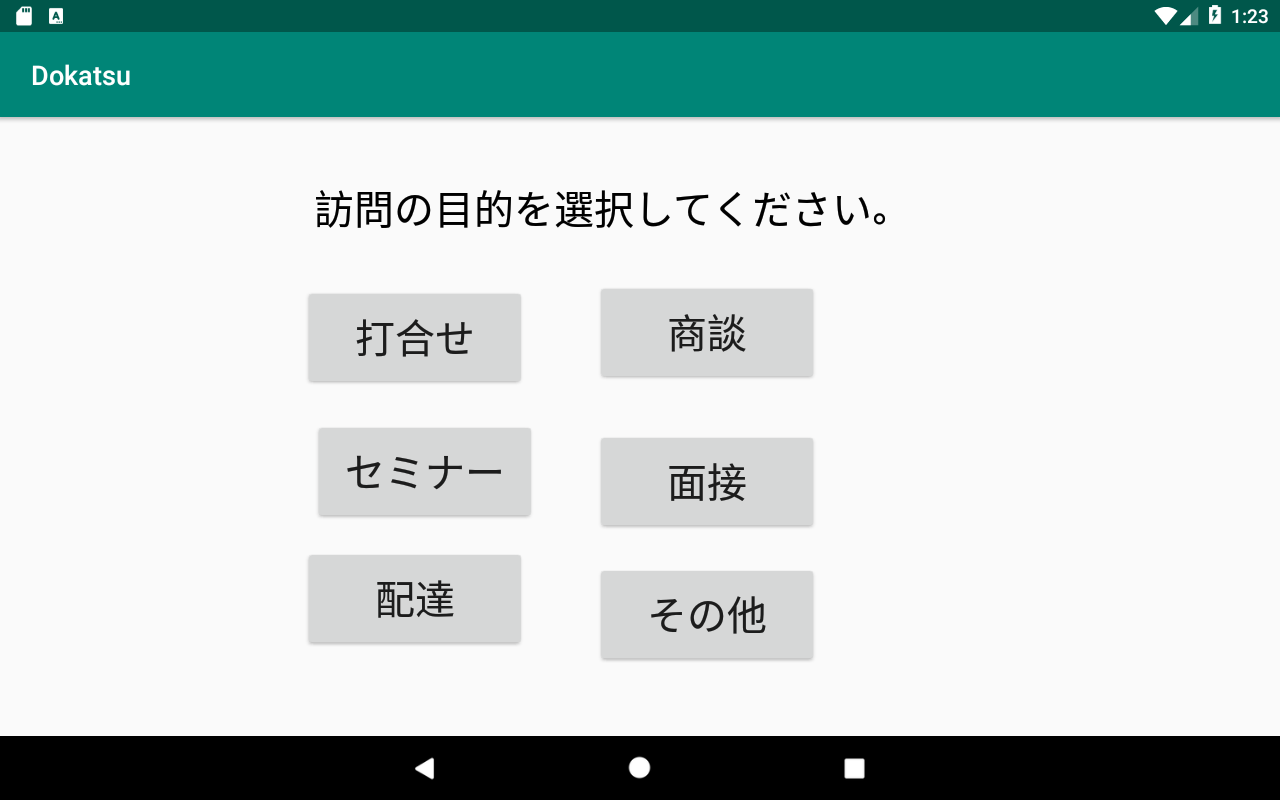 1:23
Dokatsu
訪問の目的を選択してください。
打合せ
商談
セミナー
面接
配達
その他